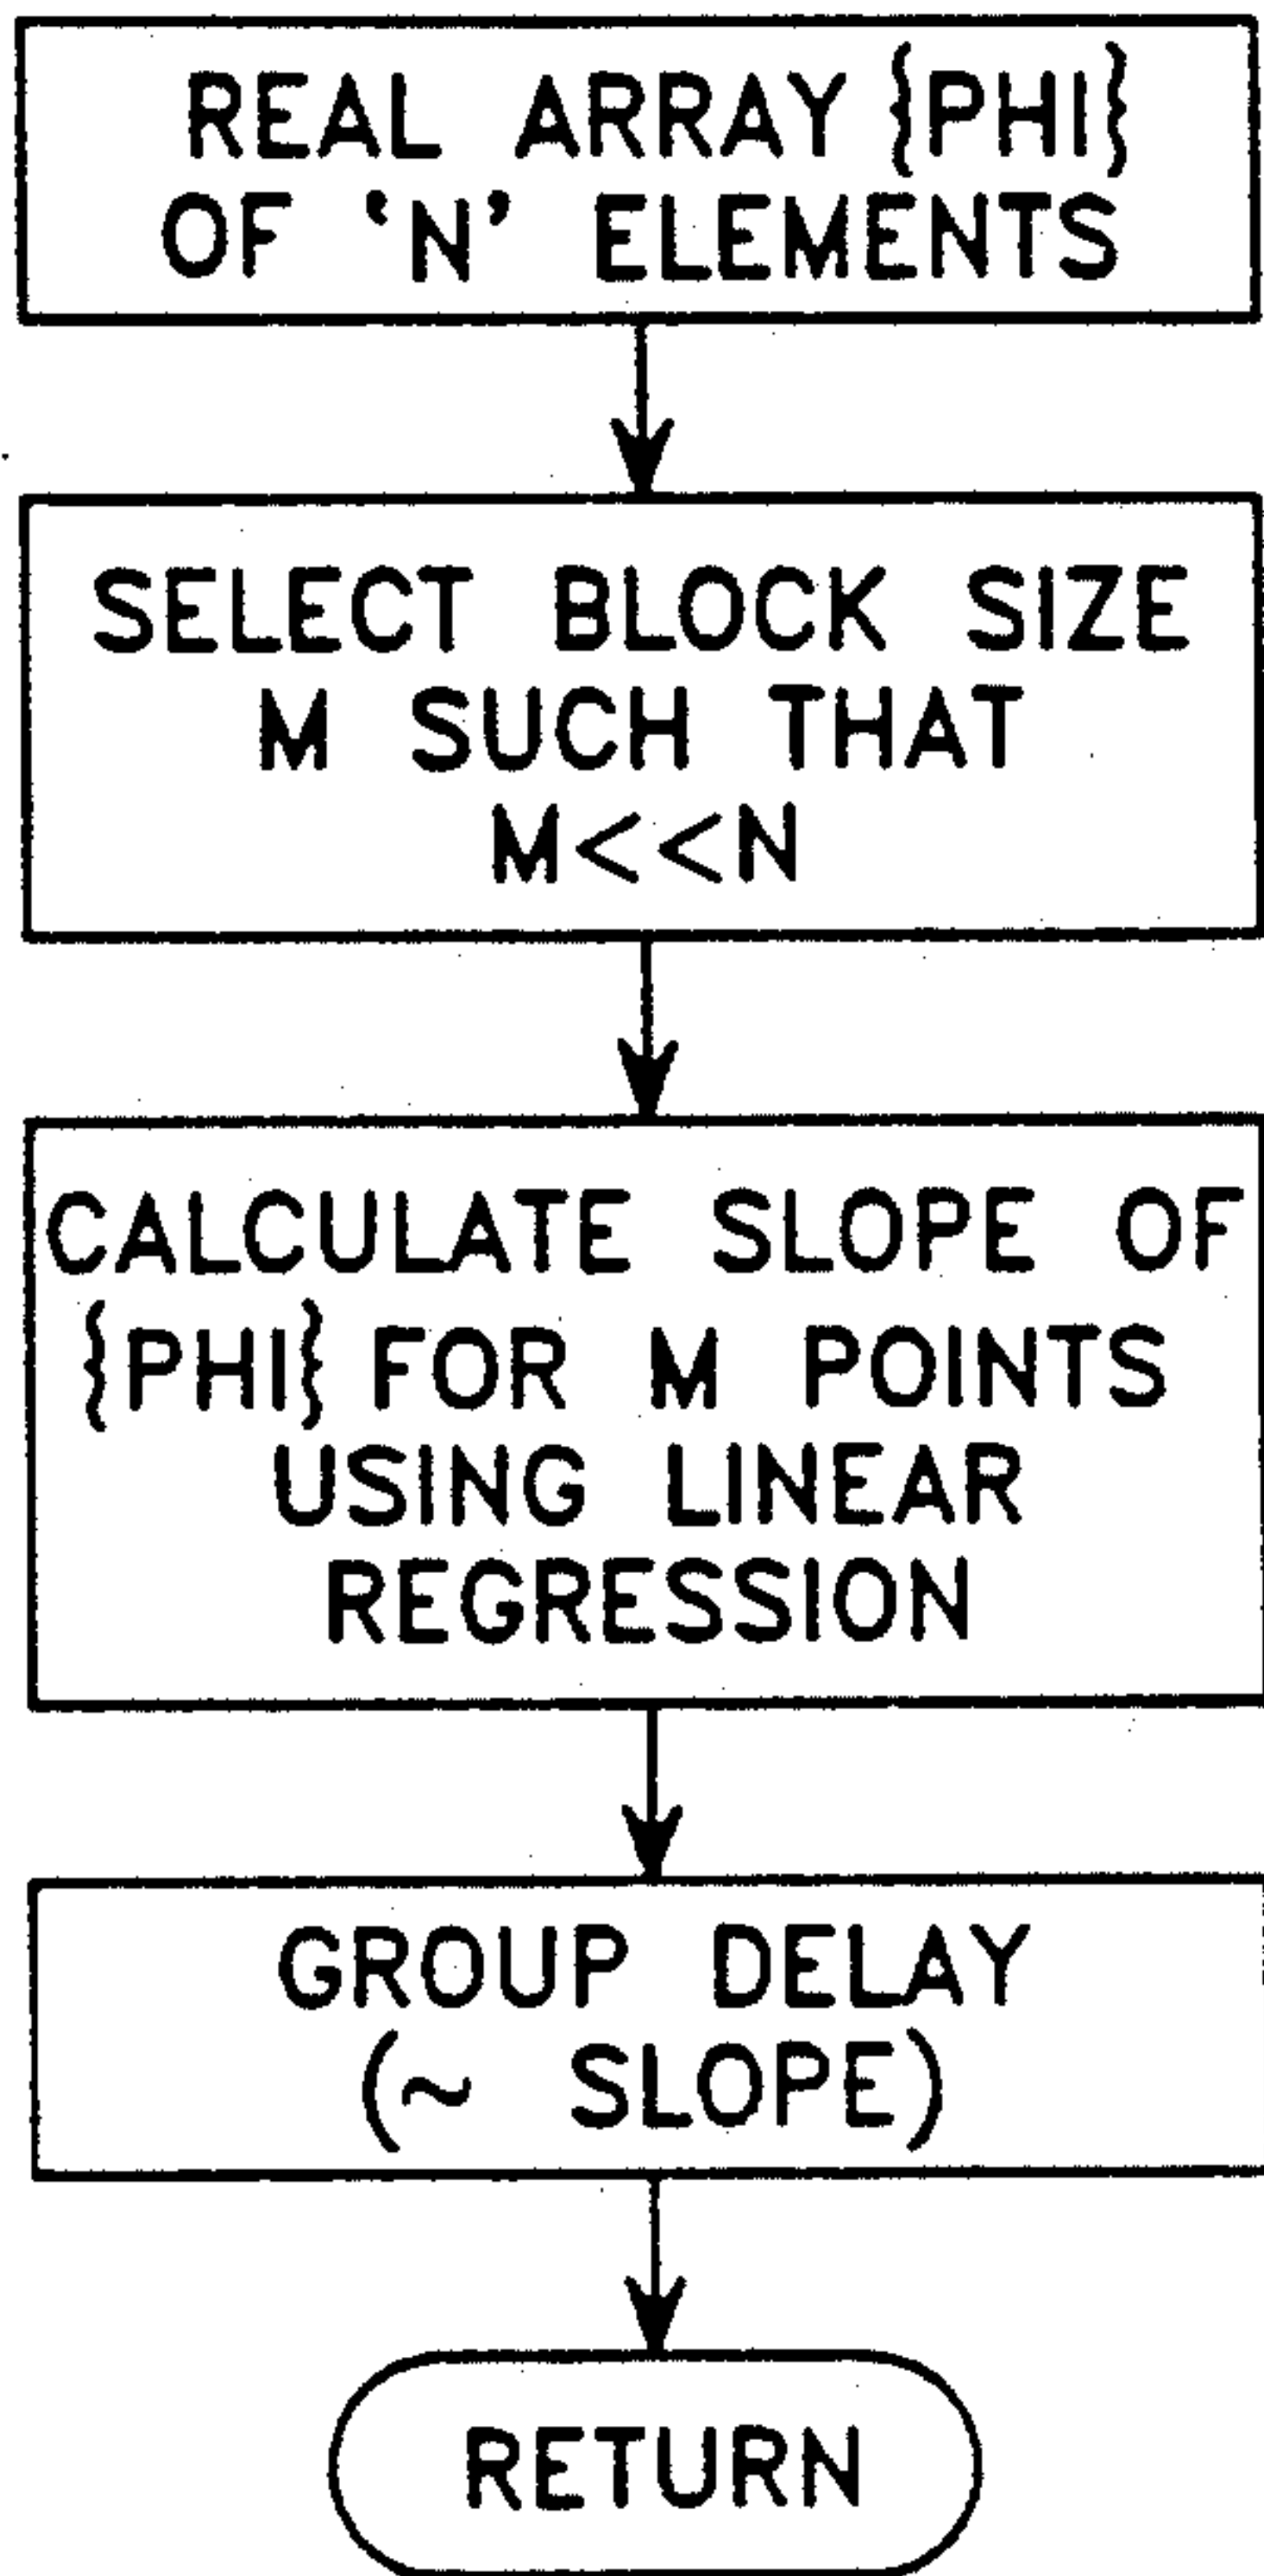 REAL ARRAY {PHI}
OF 'N' ELEMENTS
SELECT BLOCK SIZE
M SUCH THAT
M<<N
CALCULATE SLOPE OF
{PHI} FOR M POINTS
USING LINEAR
REGRESSION
GROUP DELAY
(~ SLOPE)
RETURN